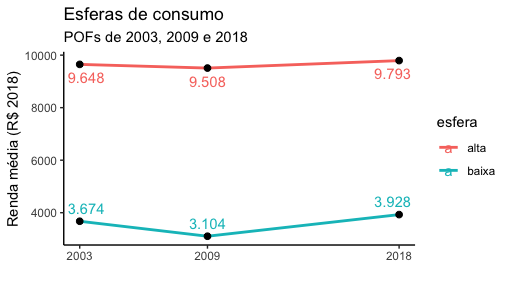 Esferas de consumo
POFs de 2003, 2009 e 2018
Renda média (R$ 2018)
10000
8000
6000
4000
9.648
9.508
9.793
3.674
3.104
3.928
2003
2009
2018
esfera
a alta
a baixa